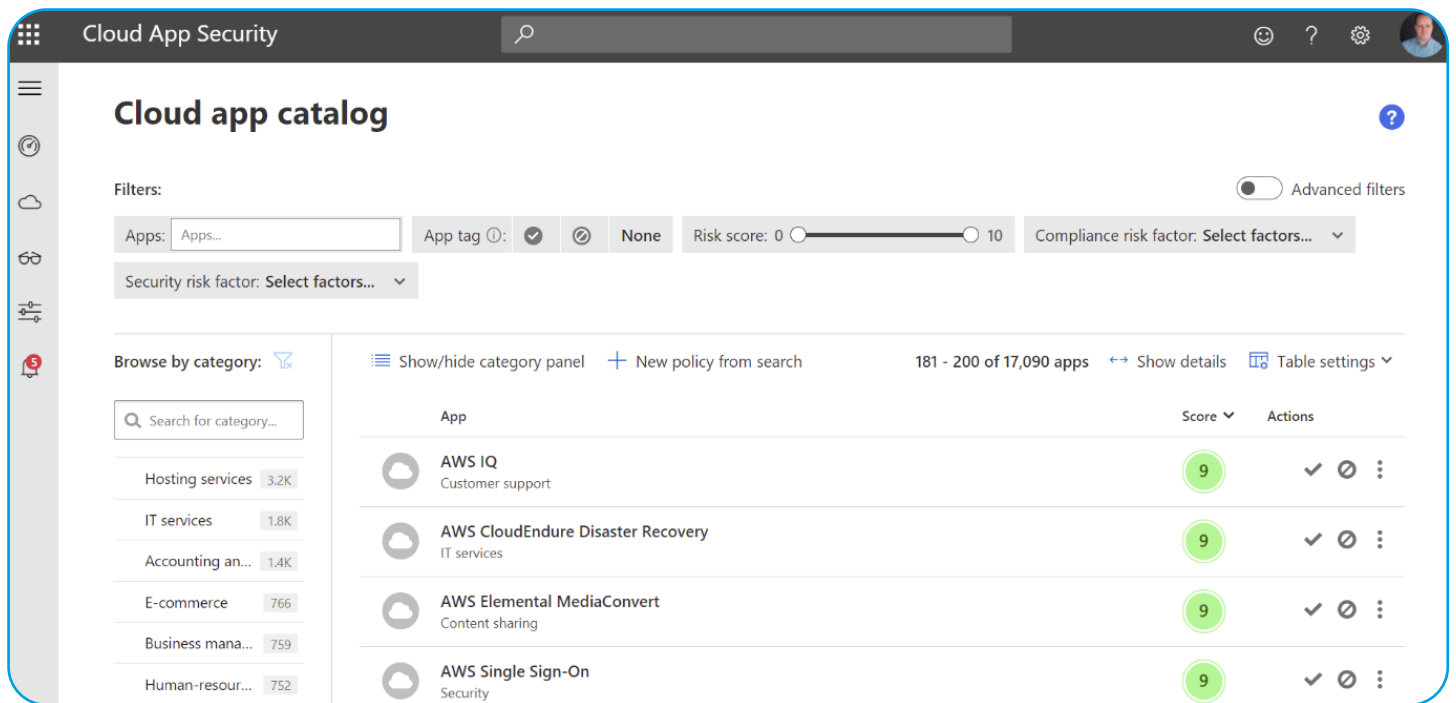 Cloud App Security
?
Cloud app catalog
?
Filters:
Advanced filters
Apps: Apps... App tag ⓘ: None Risk score: 0 10 Compliance risk factor: Select factors...
Security risk factor: Select factors...
Browse by category: Show/hide category panel New policy from search 181 - 200 of 17,090 apps Show details Table settings
5
Search for category...
App Score Actions
Hosting services 3.2K
IT services 1.8K
Accounting an... 1.4K
E-commerce 766
Business mana... 759
Human-resour... 752
AWS IQ
Customer support
9
AWS CloudEndure Disaster Recovery
IT services
9
AWS Elemental MediaConvert
Content sharing
9
AWS Single Sign-On
Security
9